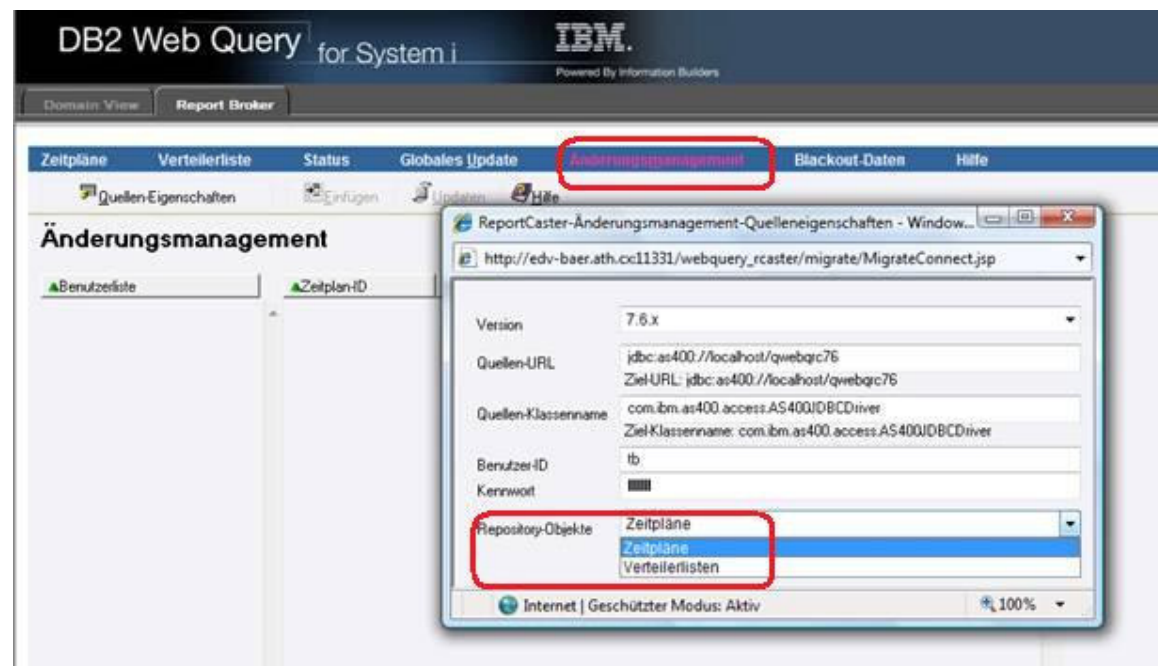 DB2 Web Query for System i
IBM.
Powered By Information Builders
Domain View Report Broker
Zeitpläne Verteilerliste Status Globales Update Änderungsmanagement Blackout-Daten Hilfe
Quellen-Eigenschaften Einfügen Updaten Hilfe
Änderungsmanagement
Benutzerliste Zeitplan-ID
ReportCaster-Änderungsmanagement-Quelleneigenschaften - Window...
http://edv-baer.ath.cx:11331/webquery_rcaster/migrate/MigrateConnect.jsp
Version 7.6.x
Quellen-URL jdbc:as400://localhost/qwebqrc76
Ziel-URL: jdbc:as400://localhost/qwebqrc76
Quellen-Klassenname com.ibm.as400.access.AS400JDBCDriver
Ziel-Klassenname: com.ibm.as400.access.AS400JDBCDriver
Benutzer-ID tb
Kennwort
Repository-Objekte Zeitpläne
Zeitpläne
Verteilerlisten
Internet | Geschützter Modus: Aktiv 100%